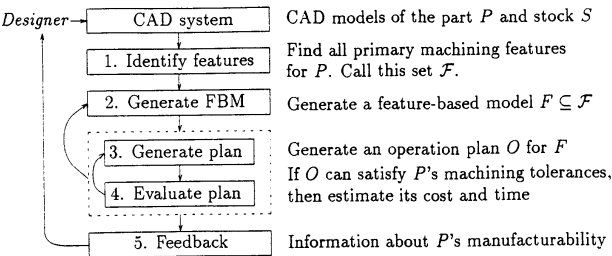 Designer CAD system CAD models of the part P and stock S
Find all primary machining features
1. Identify features for P. Call this set ℱ.
2. Generate FBM Generate a feature-based model F ⊆ ℱ
3. Generate plan Generate an operation plan O for F
If O can satisfy P's machining tolerances,
4. Evaluate plan then estimate its cost and time
5. Feedback Information about P's manufacturability